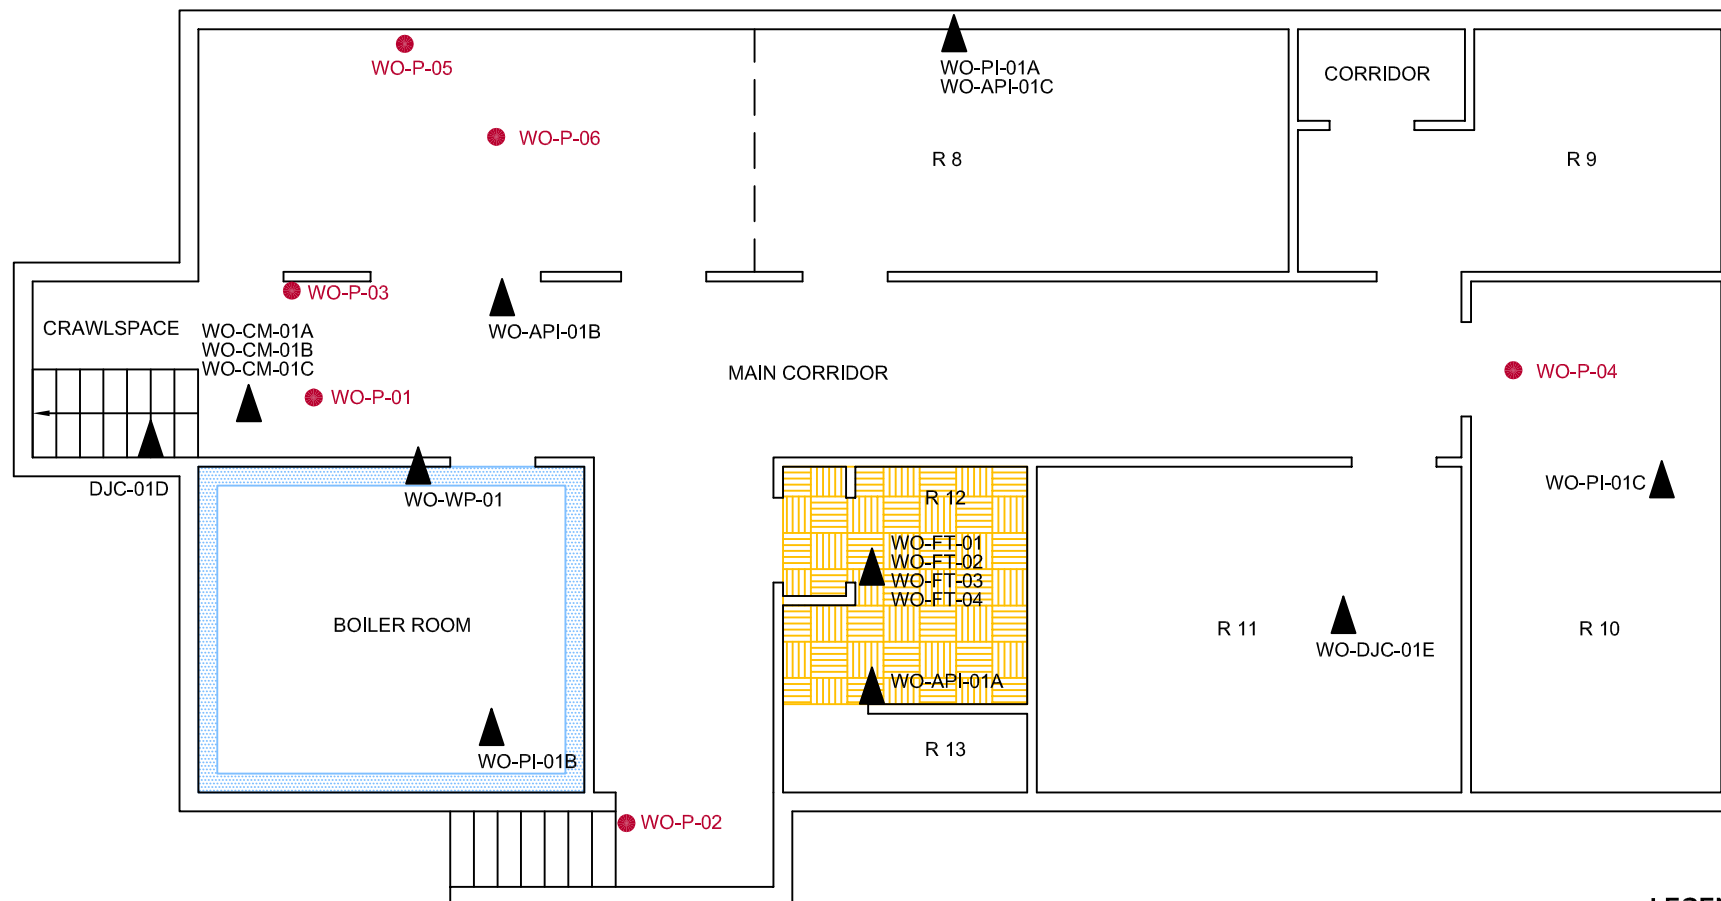 WO-P-05
WO-PI-01A
WO-API-01C
CORRIDOR
WO-P-06
R 8
R 9
WO-P-03
CRAWLSPACE
WO-CM-01A
WO-CM-01B
WO-CM-01C
WO-API-01B
MAIN CORRIDOR
WO-P-04
WO-P-01
DJC-01D
WO-WP-01
R 12
WO-PI-01C
WO-FT-01
WO-FT-02
WO-FT-03
WO-FT-04
BOILER ROOM
R 11
WO-DJC-01E
R 10
WO-API-01A
WO-PI-01B
R 13
WO-P-02